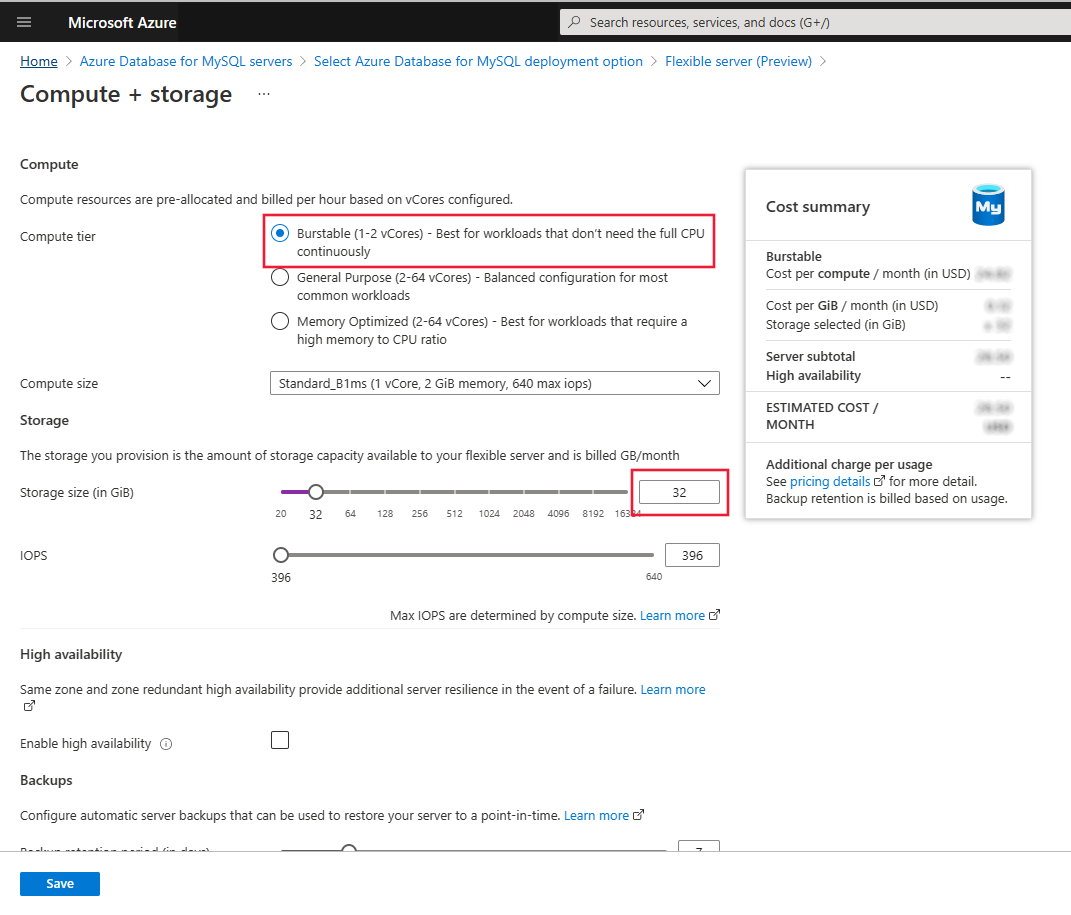 Microsoft Azure
Search resources, services, and docs (G+/)
Home > Azure Database for MySQL servers > Select Azure Database for MySQL deployment option > Flexible server (Preview) >
Compute + storage ...
Compute
Compute resources are pre-allocated and billed per hour based on vCores configured.
Compute tier
Burstable (1-2 vCores) - Best for workloads that don't need the full CPU
continuously
General Purpose (2-64 vCores) - Balanced configuration for most
common workloads
Memory Optimized (2-64 vCores) - Best for workloads that require a
high memory to CPU ratio
Compute size
Standard_B1ms (1 vCore, 2 GiB memory, 640 max iops)
Storage
The storage you provision is the amount of storage capacity available to your flexible server and is billed GB/month
Storage size (in GiB)
32
20 32 64 128 256 512 1024 2048 4096 8192 16384
IOPS
396
396 640
Max IOPS are determined by compute size. Learn more
High availability
Same zone and zone redundant high availability provide additional server resilience in the event of a failure. Learn more
Enable high availability
Backups
Configure automatic server backups that can be used to restore your server to a point-in-time. Learn more
Backup retention period (in days)
7
Save
Cost summary
My
Burstable
Cost per compute / month (in USD)
Cost per GiB / month (in USD)
Storage selected (in GiB)
Server subtotal
High availability --
ESTIMATED COST /
MONTH
Additional charge per usage
See pricing details for more detail.
Backup retention is billed based on usage.